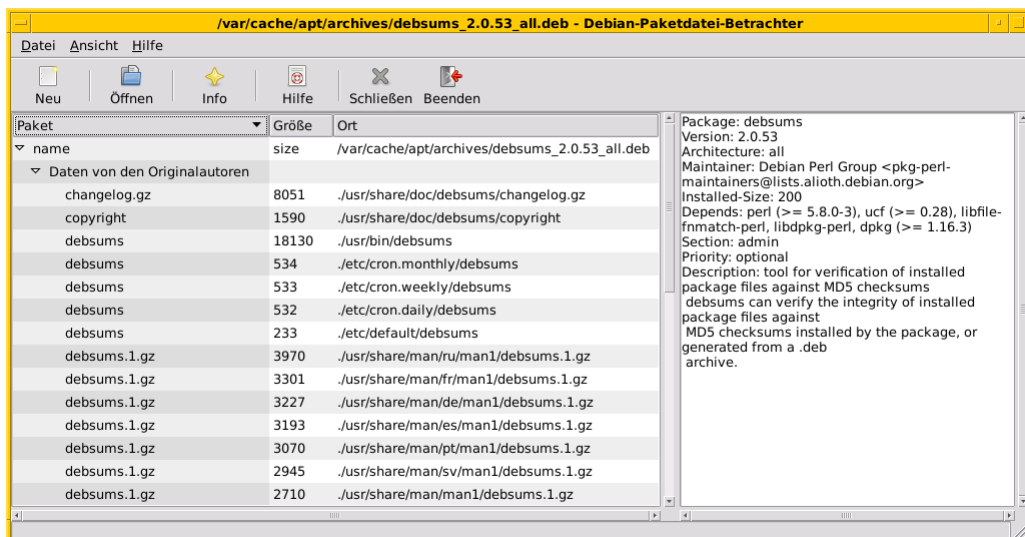 /var/cache/apt/archives/debsums_2.0.53_all.deb - Debian-Paketdatei-Betrachter
Datei Ansicht Hilfe
Neu Öffnen Info Hilfe Schließen Beenden
Paket Größe Ort
name size /var/cache/apt/archives/debsums_2.0.53_all.deb
Daten von den Originalautoren
changelog.gz 8051 ./usr/share/doc/debsums/changelog.gz
copyright 1590 ./usr/share/doc/debsums/copyright
debsums 18130 ./usr/bin/debsums
debsums 534 ./etc/cron.monthly/debsums
debsums 533 ./etc/cron.weekly/debsums
debsums 532 ./etc/cron.daily/debsums
debsums 233 ./etc/default/debsums
debsums.1.gz 3970 ./usr/share/man/ru/man1/debsums.1.gz
debsums.1.gz 3301 ./usr/share/man/fr/man1/debsums.1.gz
debsums.1.gz 3227 ./usr/share/man/de/man1/debsums.1.gz
debsums.1.gz 3193 ./usr/share/man/es/man1/debsums.1.gz
debsums.1.gz 3070 ./usr/share/man/pt/man1/debsums.1.gz
debsums.1.gz 2945 ./usr/share/man/sv/man1/debsums.1.gz
debsums.1.gz 2710 ./usr/share/man/man1/debsums.1.gz
Package: debsums
Version: 2.0.53
Architecture: all
Maintainer: Debian Perl Group <pkg-perl-
maintainers@lists.alioth.debian.org>
Installed-Size: 200
Depends: perl (>= 5.8.0-3), ucf (>= 0.28), libfile-
fnmatch-perl, libdpkg-perl, dpkg (>= 1.16.3)
Section: admin
Priority: optional
Description: tool for verification of installed
package files against MD5 checksums
debsums can verify the integrity of installed
package files against
MD5 checksums installed by the package, or
generated from a .deb
archive.